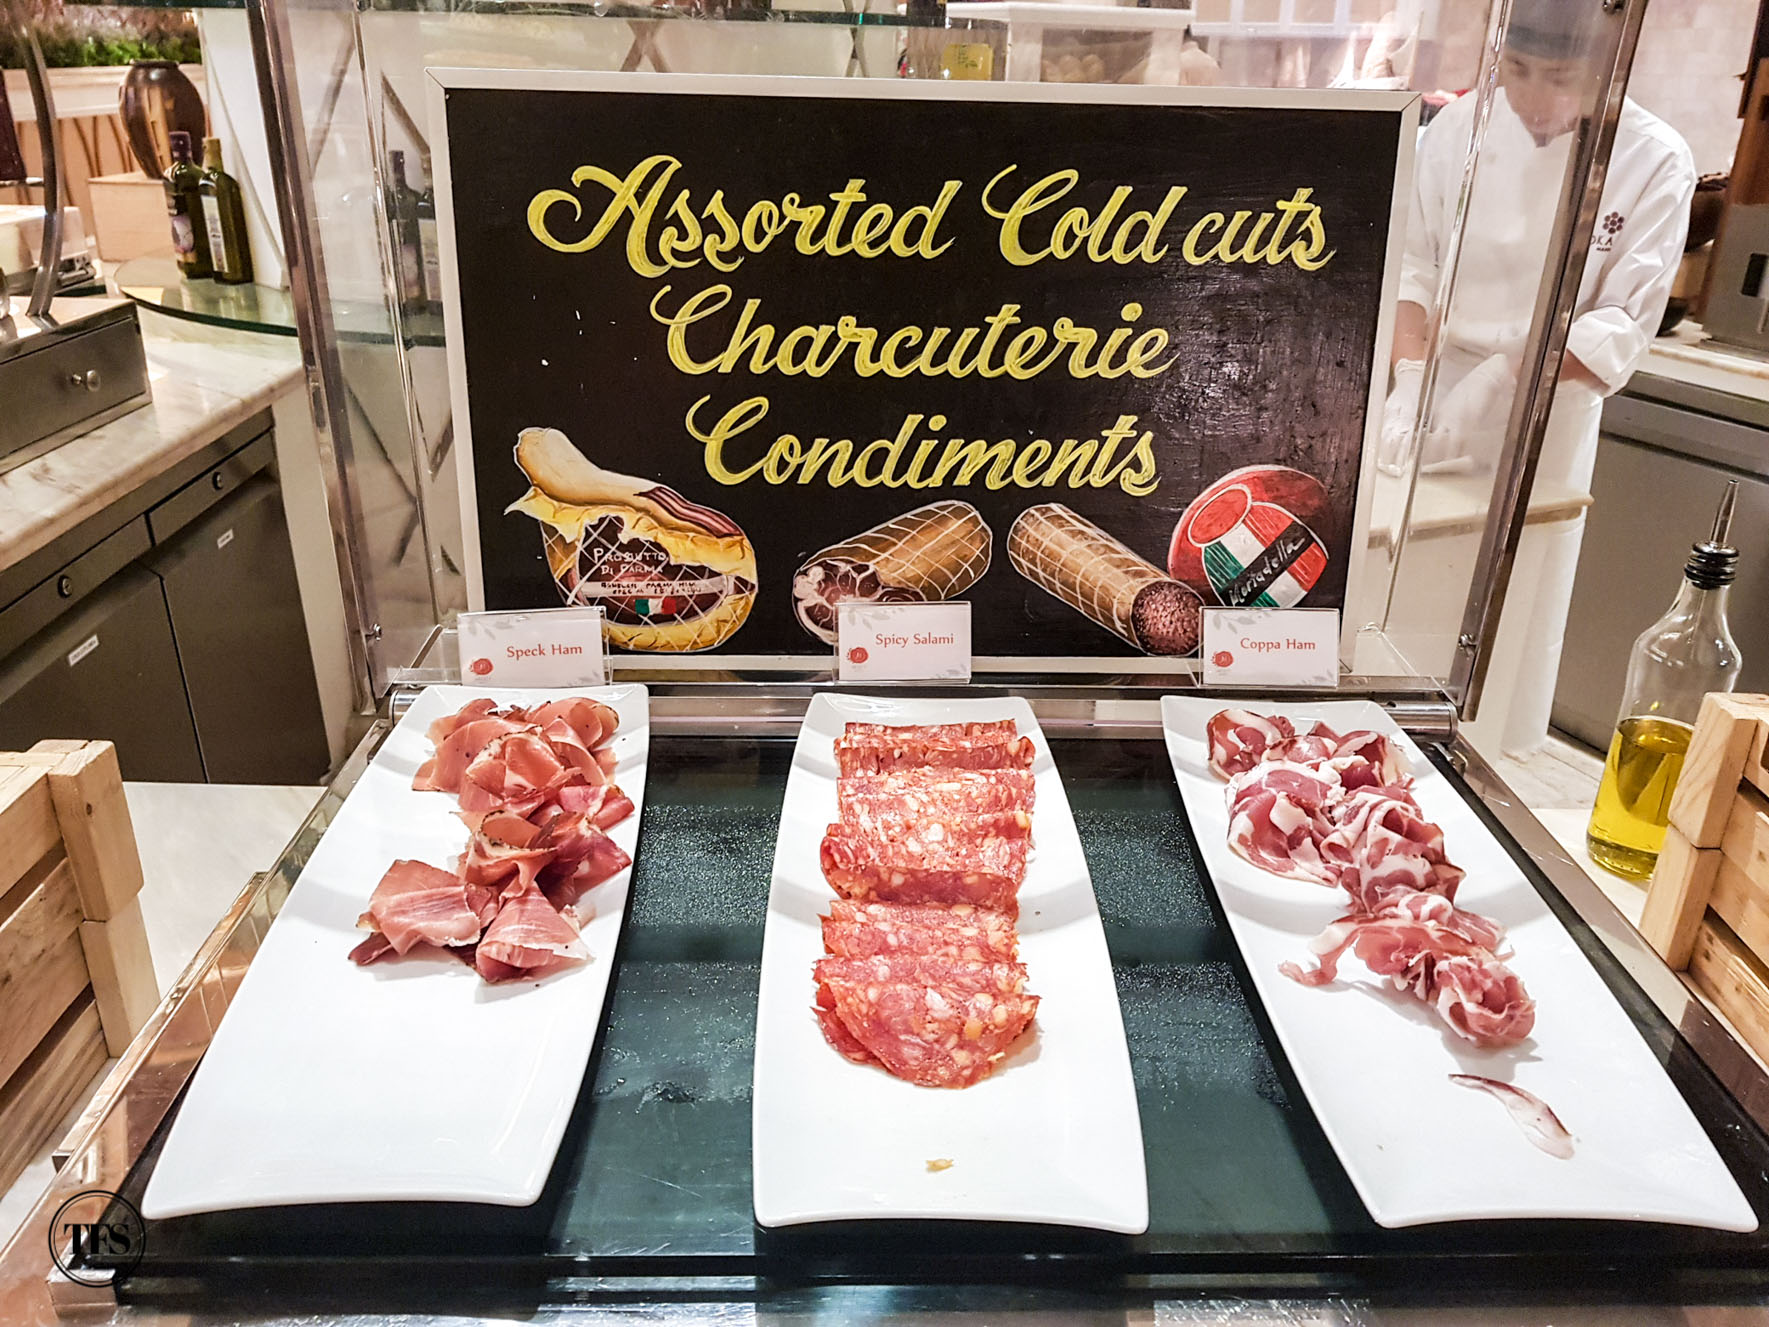 Assorted Cold cuts
Charcuterie
Condiments
PROSCIUTTO
DI PARMA
Mortadella
Speck Ham
Spicy Salami
Coppa Ham
TFS